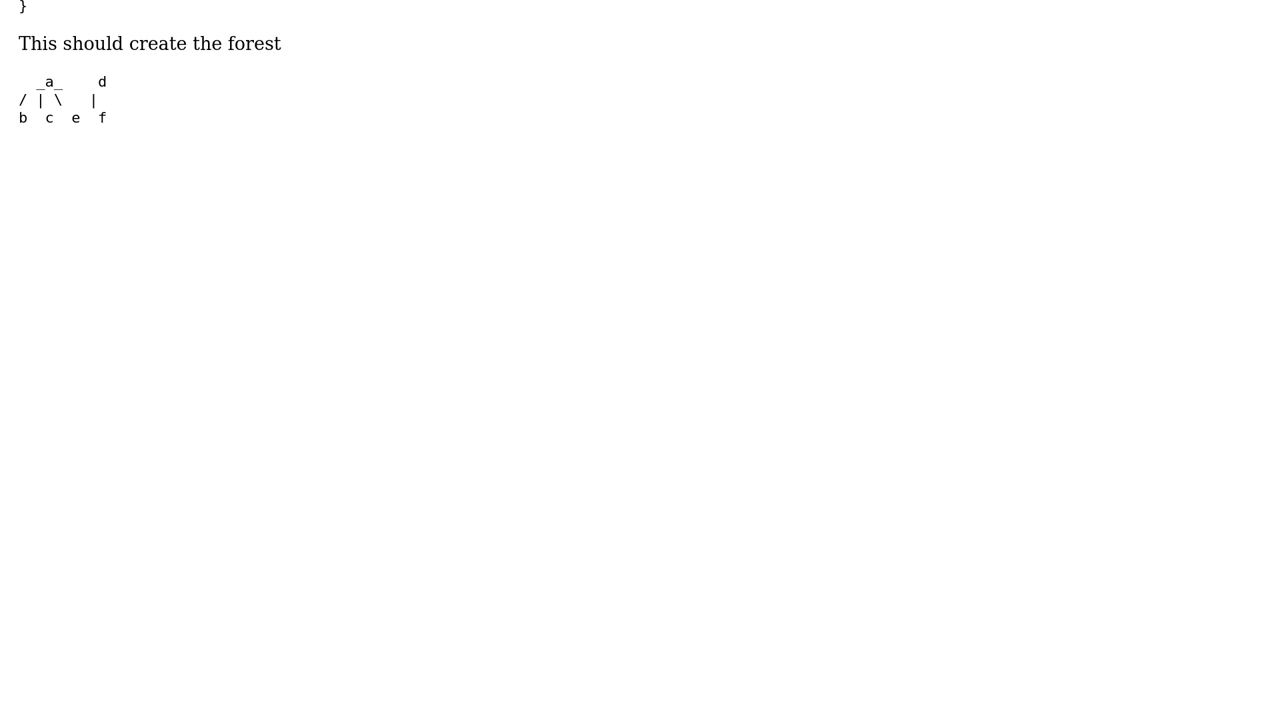 }
This should create the forest
  _a_    d
/ | \   |
b  c  e  f